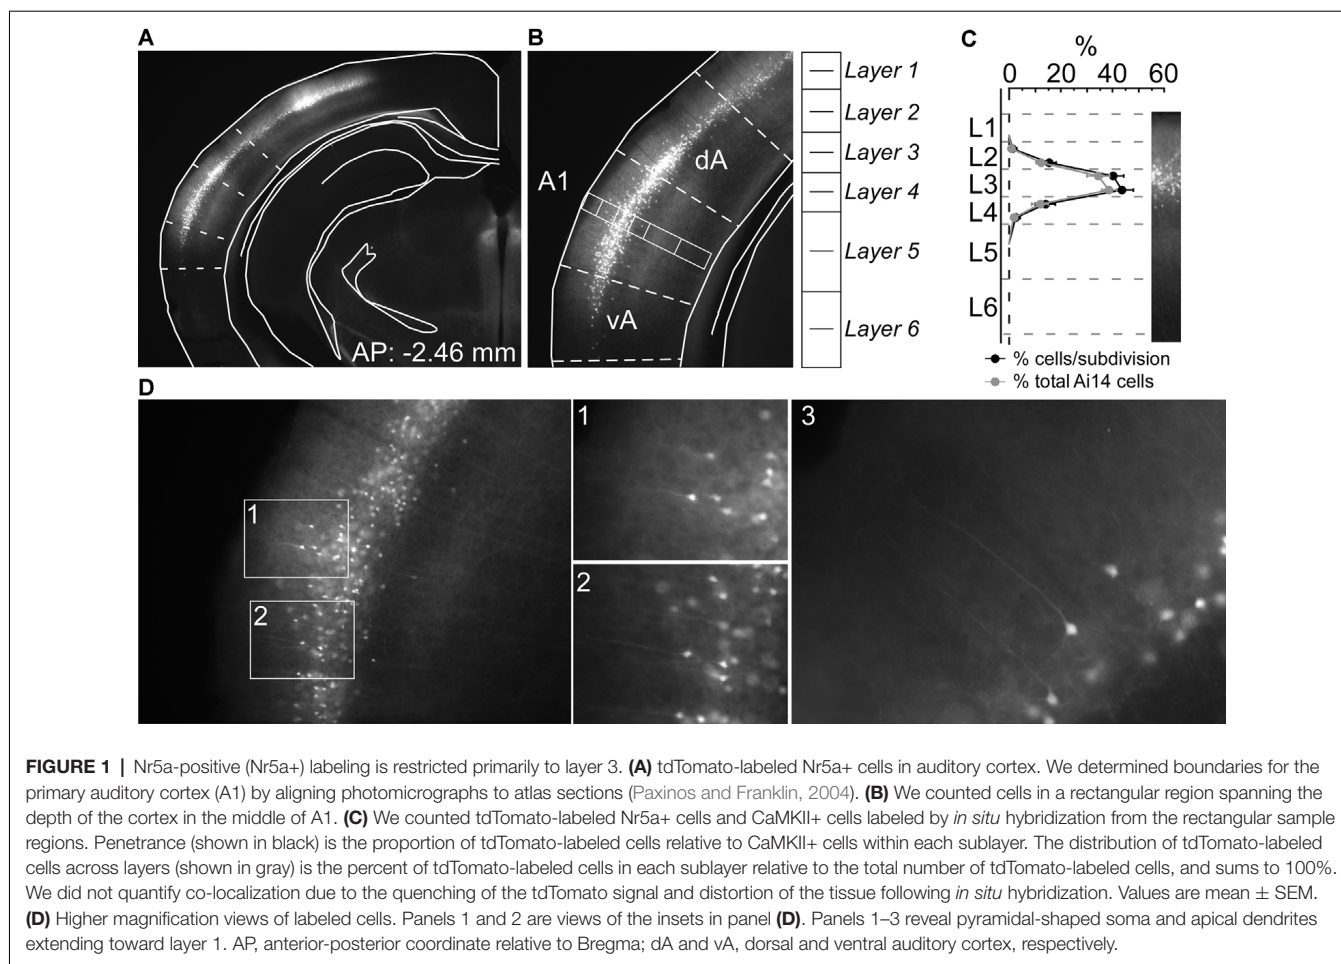 A
AP: -2.46 mm
B
A1
dA
vA
Layer 1
Layer 2
Layer 3
Layer 4
Layer 5
Layer 6
C
%
0 20 40 60
L1
L2
L3
L4
L5
L6
% cells/subdivision
% total Ai14 cells
D
1
2
1
2
3
FIGURE 1 | Nr5a-positive (Nr5a+) labeling is restricted primarily to layer 3. (A) tdTomato-labeled Nr5a+ cells in auditory cortex. We determined boundaries for the
primary auditory cortex (A1) by aligning photomicrographs to atlas sections (Paxinos and Franklin, 2004). (B) We counted cells in a rectangular region spanning the
depth of the cortex in the middle of A1. (C) We counted tdTomato-labeled Nr5a+ cells and CaMKII+ cells labeled by in situ hybridization from the rectangular sample
regions. Penetrance (shown in black) is the proportion of tdTomato-labeled cells relative to CaMKII+ cells within each sublayer. The distribution of tdTomato-labeled
cells across layers (shown in gray) is the percent of tdTomato-labeled cells in each sublayer relative to the total number of tdTomato-labeled cells, and sums to 100%.
We did not quantify co-localization due to the quenching of the tdTomato signal and distortion of the tissue following in situ hybridization. Values are mean ± SEM.
(D) Higher magnification views of labeled cells. Panels 1 and 2 are views of the insets in panel (D). Panels 1–3 reveal pyramidal-shaped soma and apical dendrites
extending toward layer 1. AP, anterior-posterior coordinate relative to Bregma; dA and vA, dorsal and ventral auditory cortex, respectively.